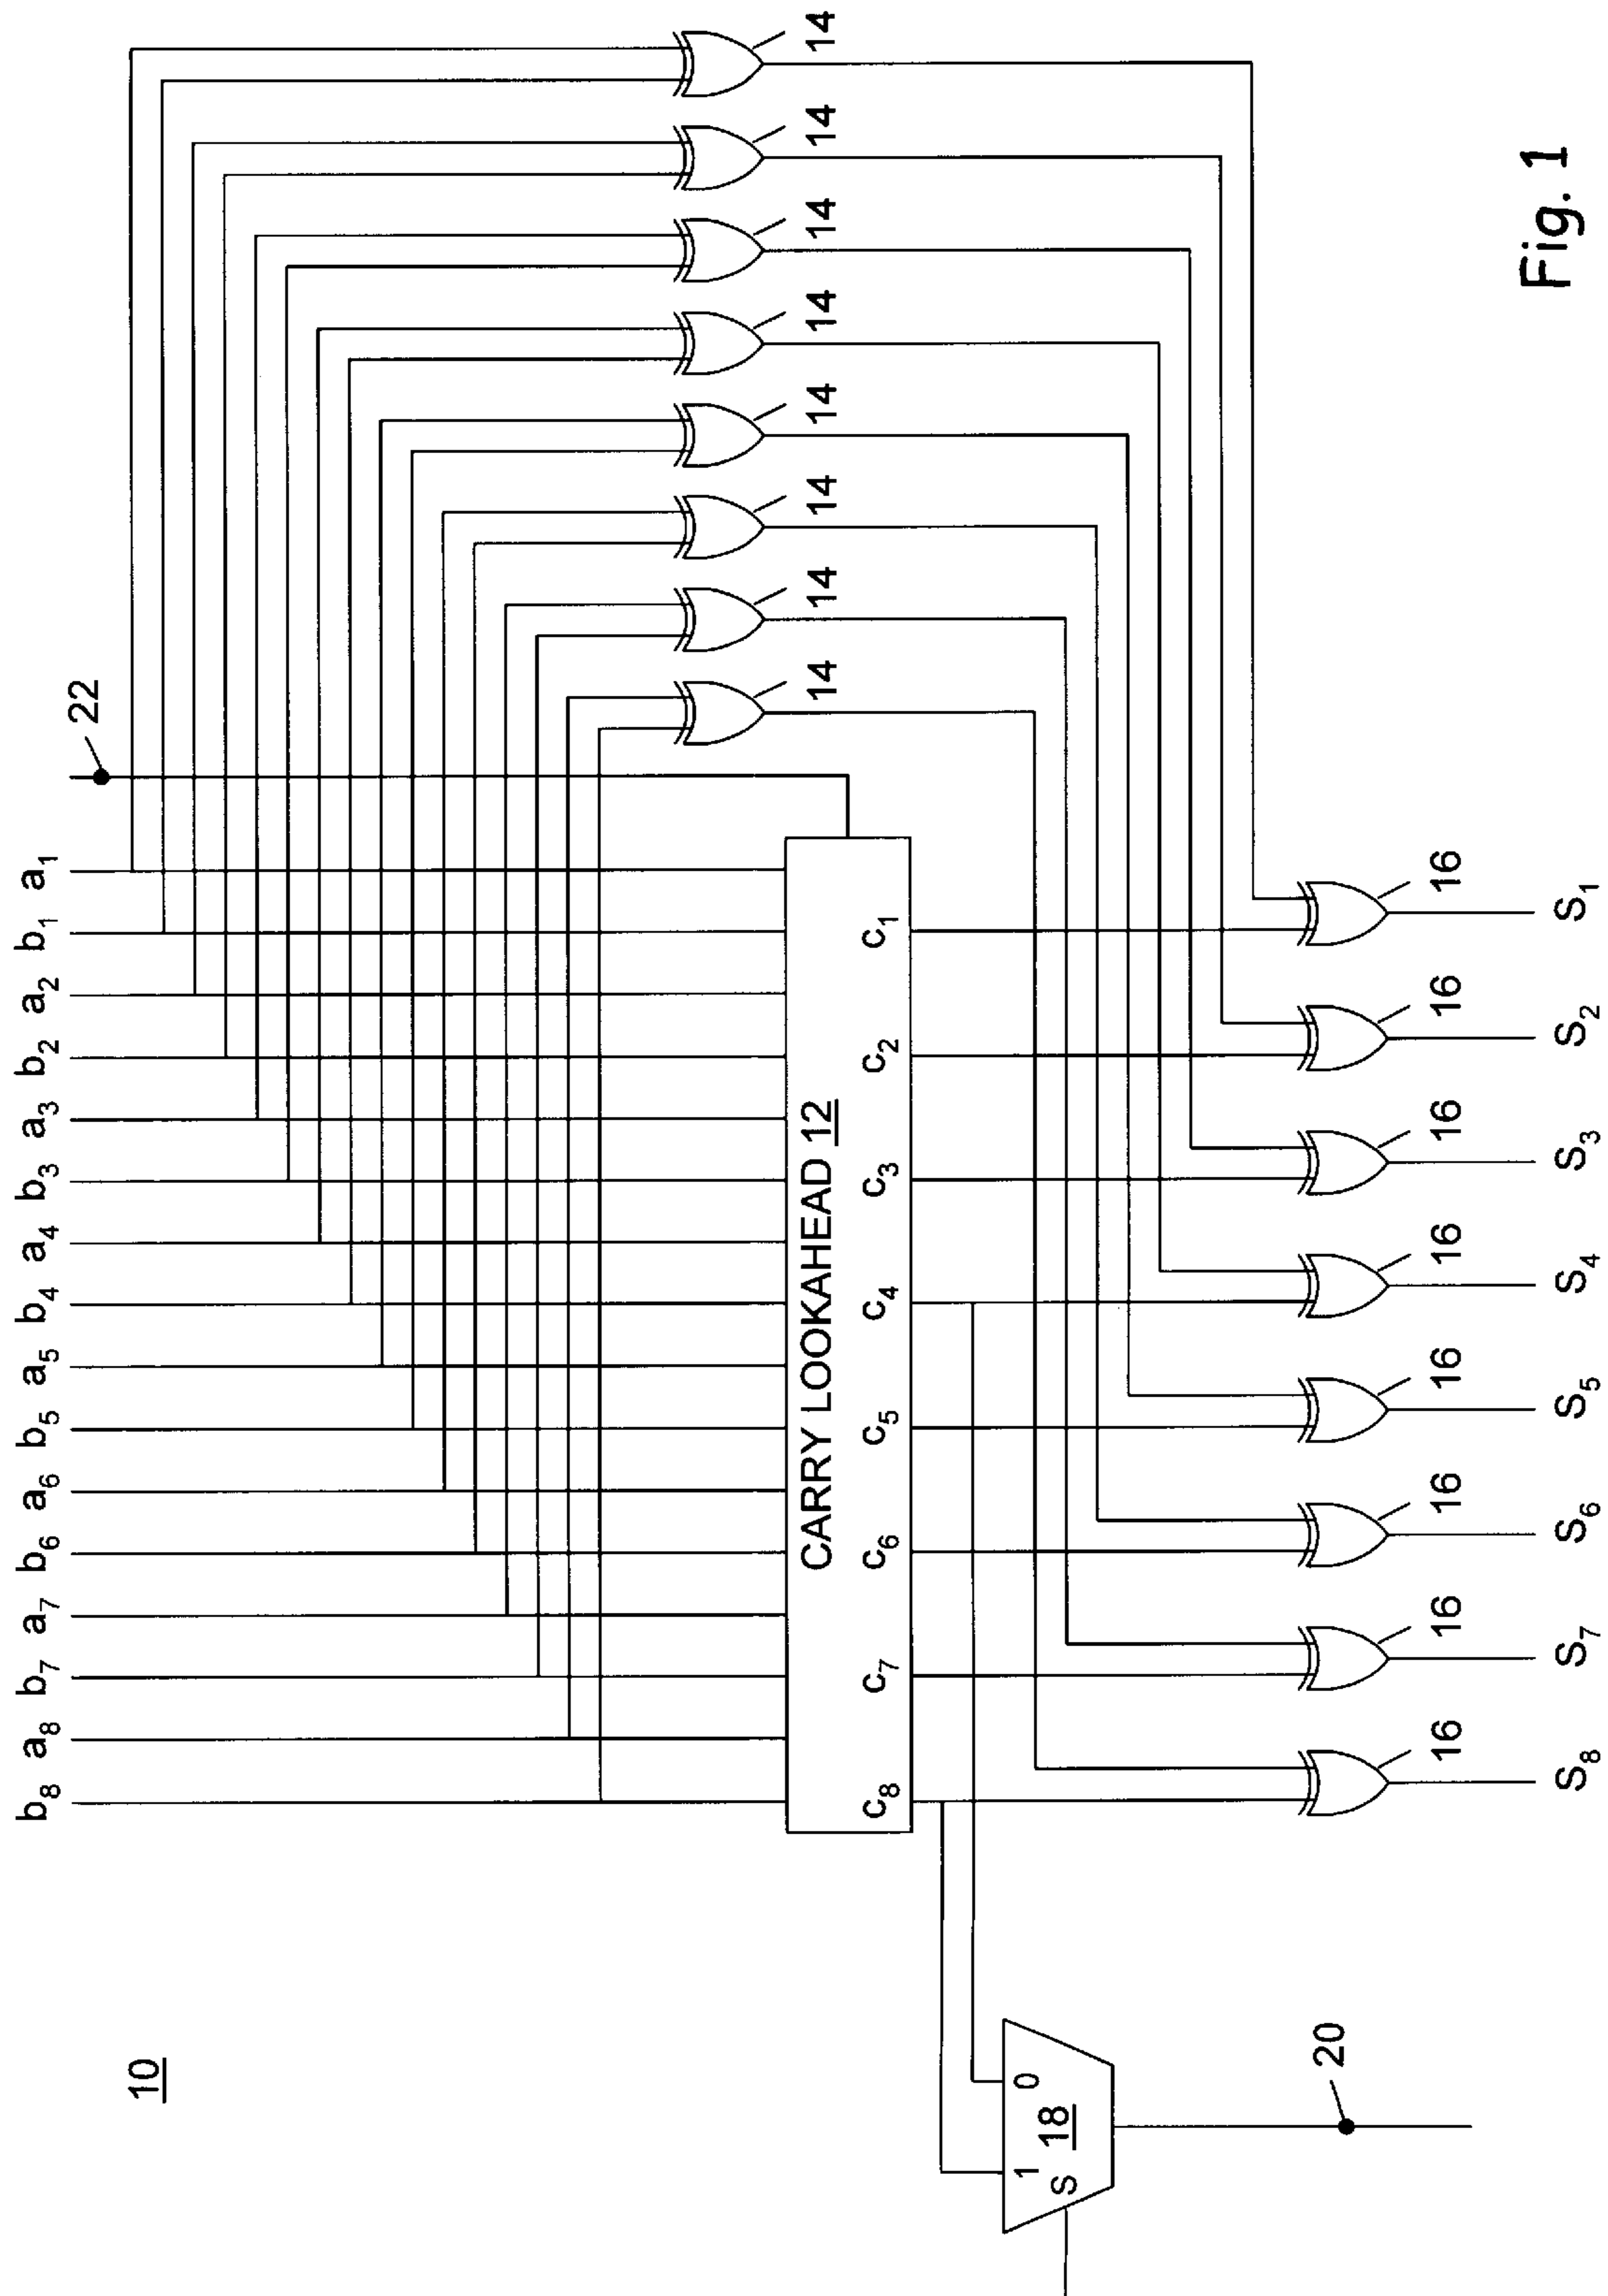 10
b8 a8 b7 a7 b6 a6 b5 a5 b4 a4 b3 a3 b2 a2 b1 a1
22
14 14 14 14 14 14 14 14
CARRY LOOKAHEAD 12
c8 c7 c6 c5 c4 c3 c2 c1
1 0
S 18
20
16 16 16 16 16 16 16 16
S8 S7 S6 S5 S4 S3 S2 S1
Fig. 1